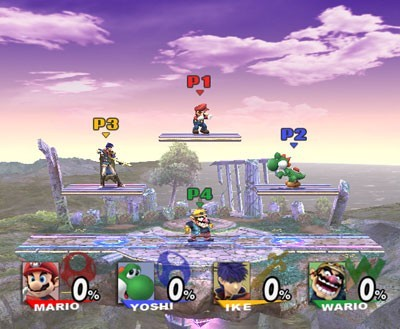 P1
P3
P2
P4
0% 0% 0% 0%
MARIO YOSHI IKE WARIO